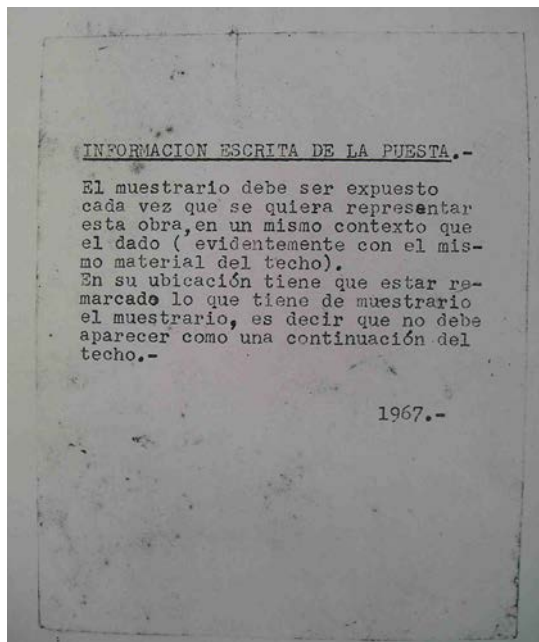 INFORMACION ESCRITA DE LA PUESTA.-
El muestrario debe ser expuesto
cada vez que se quiera representar
esta obra,en un mismo contexto que
el dado ( evidentemente con el mis-
mo material del techo).
En su ubicación tiene que estar re-
marcado lo que tiene de muestrario
el muestrario, es decir que no debe
aparecer como una continuación del
techo.-
1967.-